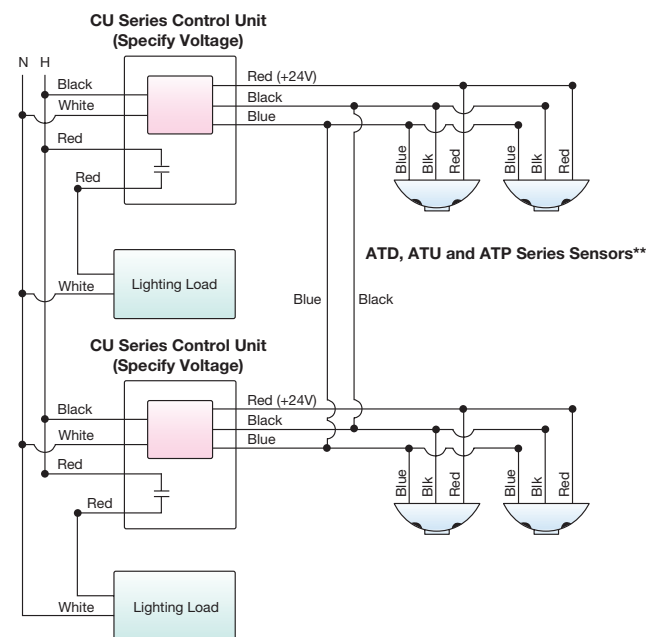 CU Series Control Unit
(Specify Voltage)
N H
Black
White
Red
Red
Red (+24V)
Black
Blue
Blue
Blk
Red
Blue
Blk
Red
ATD, ATU and ATP Series Sensors**
Lighting Load
White
Blue
Black
CU Series Control Unit
(Specify Voltage)
Black
White
Red
Red
Red (+24V)
Black
Blue
Blue
Blk
Red
Blue
Blk
Red
White
Lighting Load